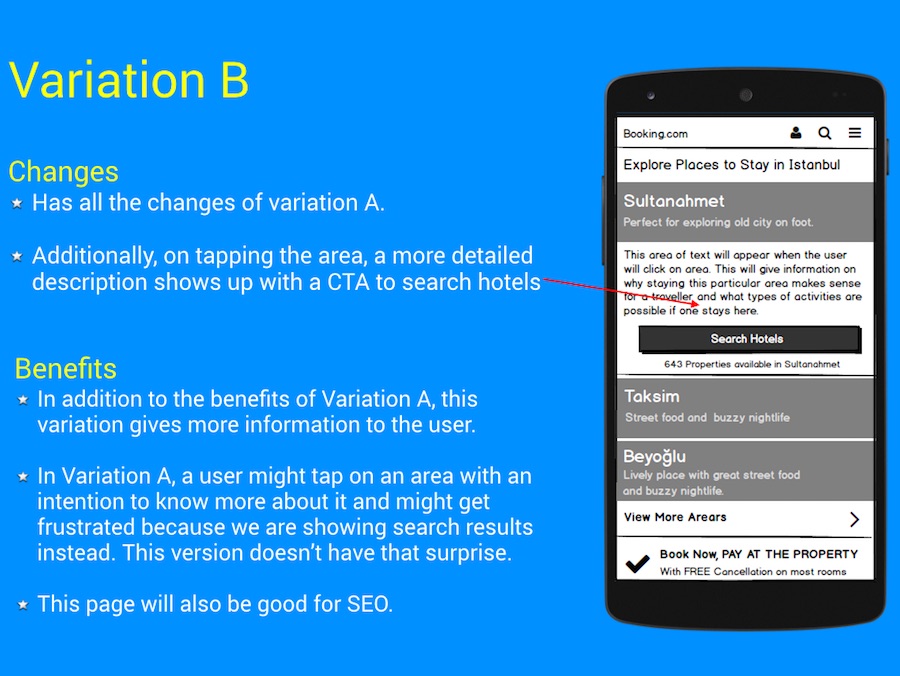 Variation B
Changes
Has all the changes of variation A.
Additionally, on tapping the area, a more detailed
description shows up with a CTA to search hotels
Benefits
In addition to the benefits of Variation A, this
variation gives more information to the user.
In Variation A, a user might tap on an area with an
intention to know more about it and might get
frustrated because we are showing search results
instead. This version doesn't have that surprise.
This page will also be good for SEO.
Booking.com
Explore Places to Stay in Istanbul
Sultanahmet
Perfect for exploring old city on foot.
This area of text will appear when the user
will click on area. This will give information on
why staying this particular area makes sense
for a traveller and what types of activities are
possible if one stays here.
Search Hotels
643 Properties available in Sultanahmet
Taksim
Street food and buzzy nightlife
Beyoğlu
Lively place with great street food
and buzzy nightlife.
View More Arears
Book Now, PAY AT THE PROPERTY
With FREE Cancellation on most rooms